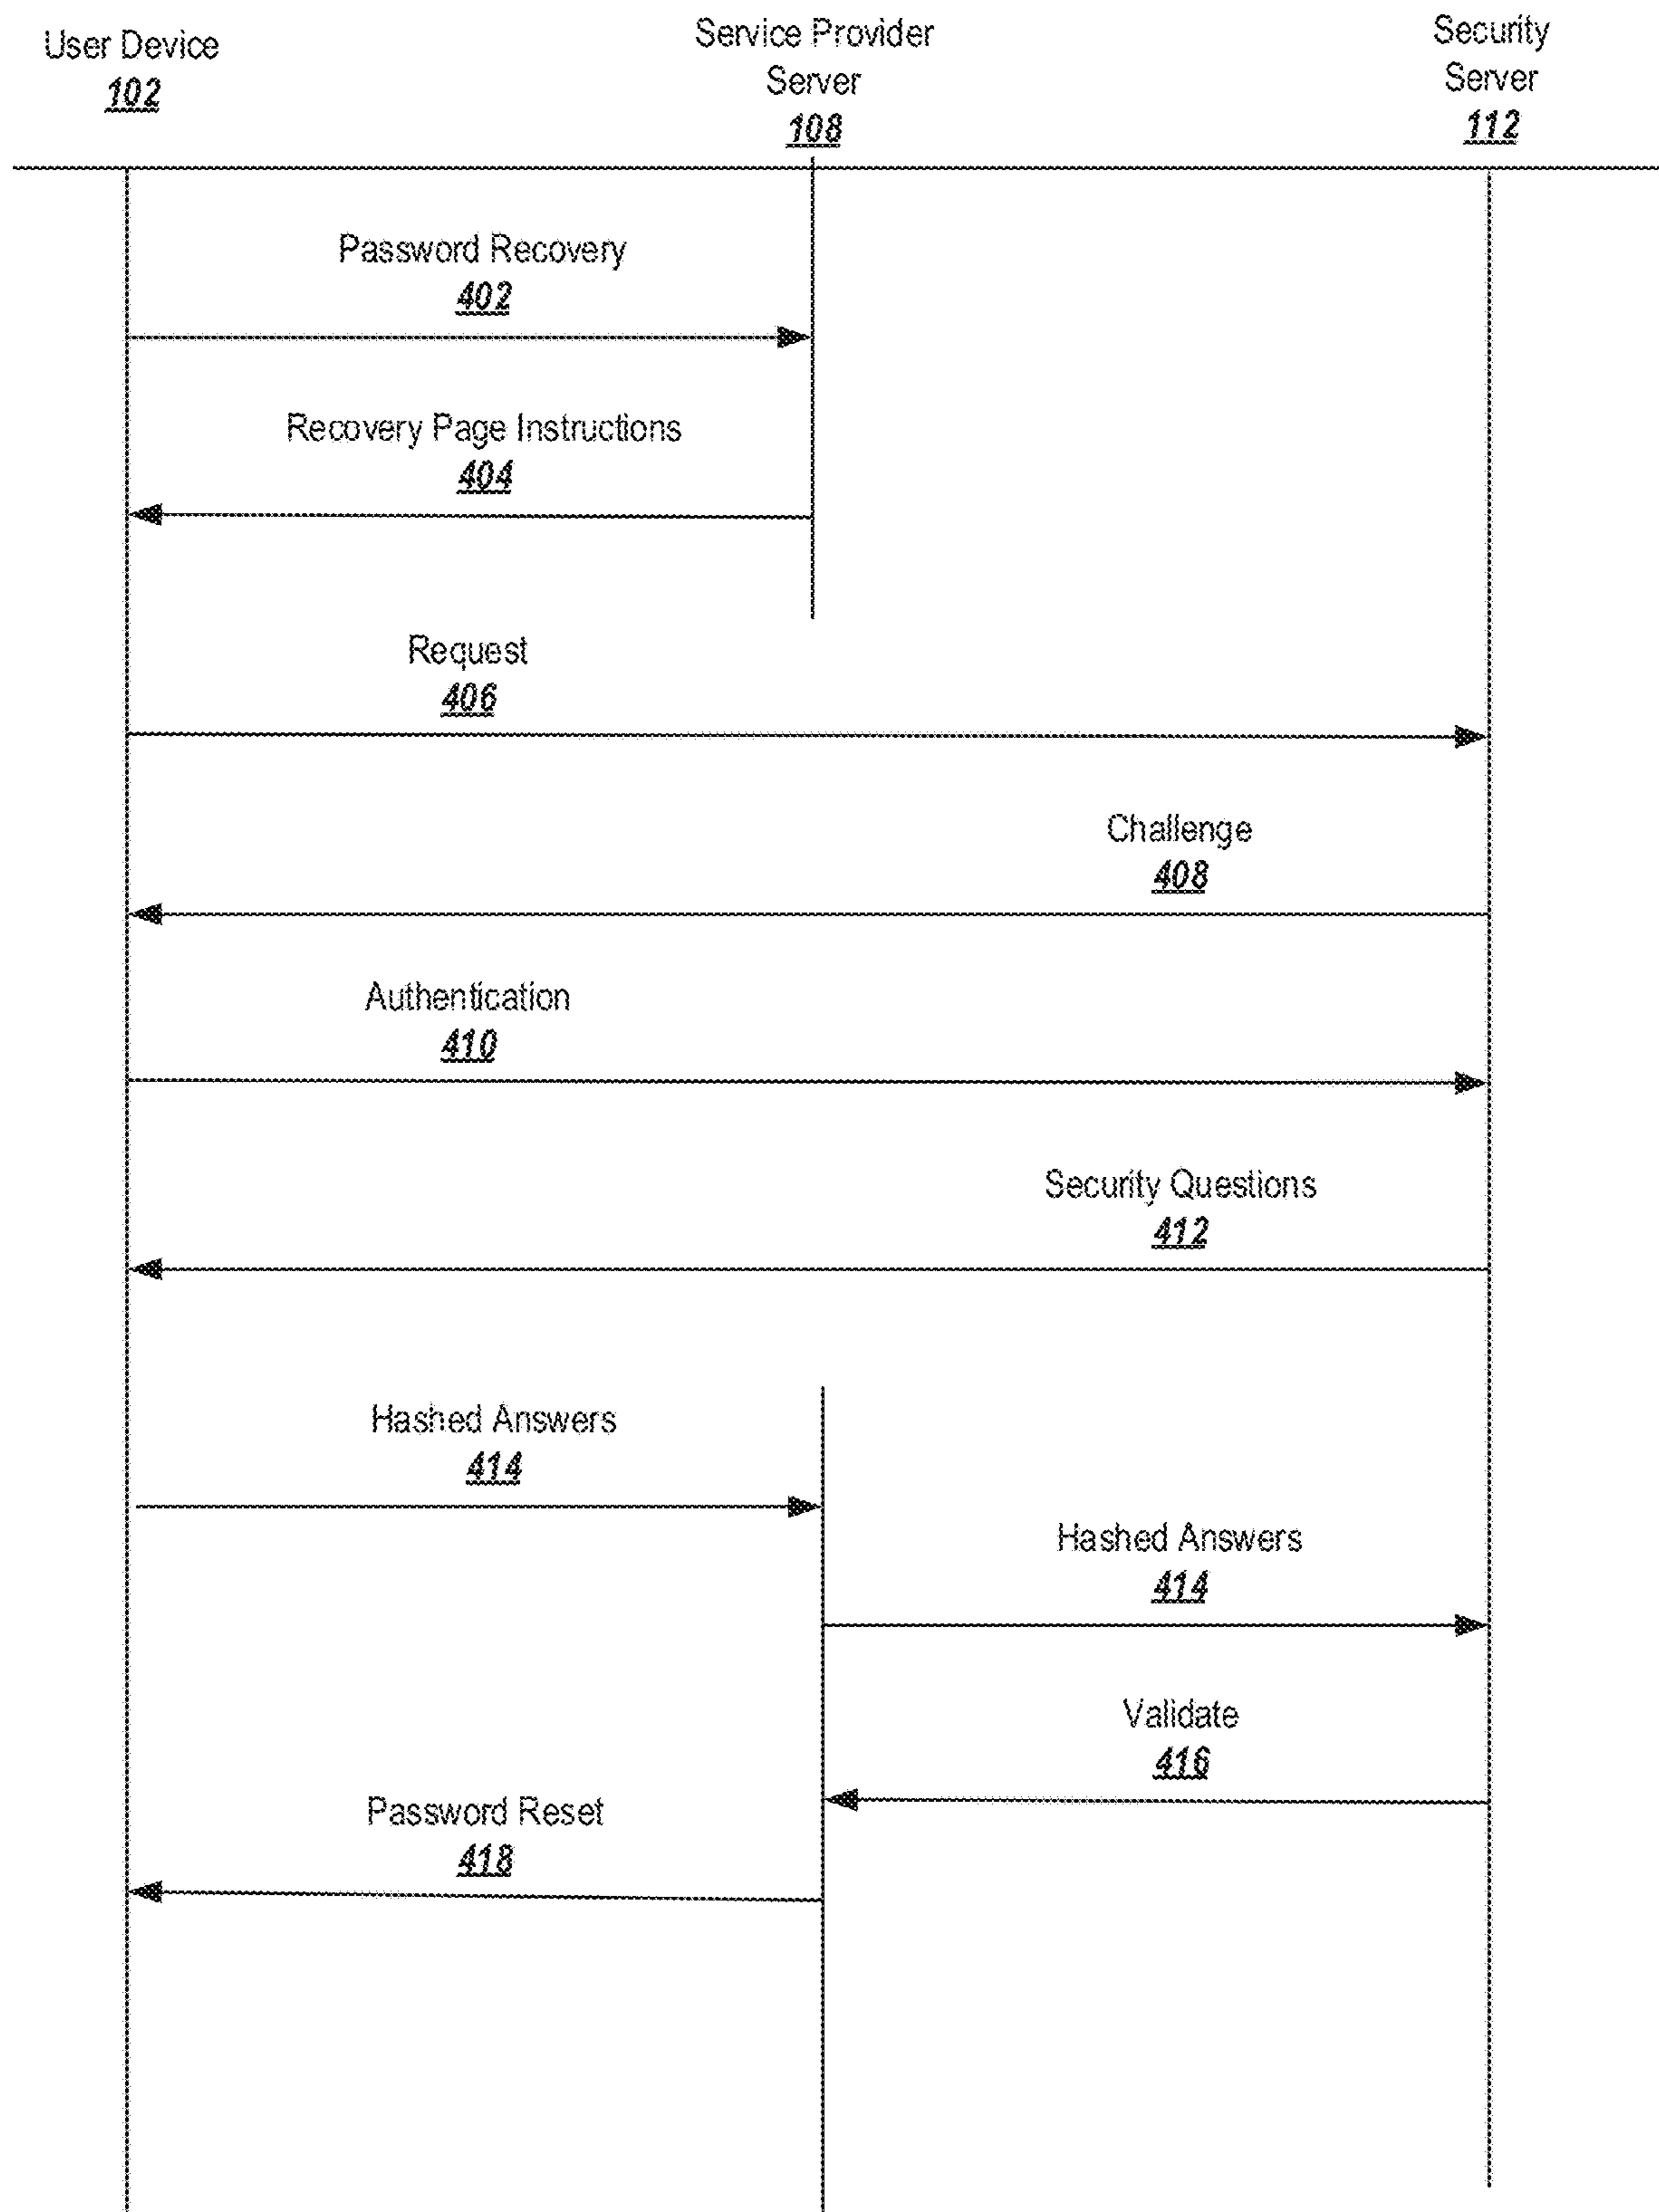 User Device
102
Service Provider
Server
108
Security
Server
112
Password Recovery
402
Recovery Page Instructions
404
Request
406
Challenge
408
Authentication
410
Security Questions
412
Hashed Answers
414
Hashed Answers
414
Validate
416
Password Reset
418